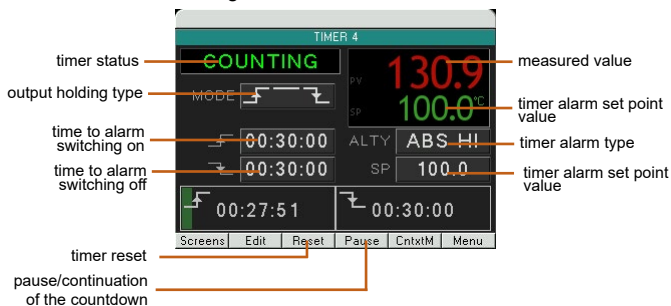 TIMER 4
timer status
COUNTING
measured value
PV 130.9
output holding type
MODE
SP 100.0 °C
timer alarm set point
value
time to alarm
switching on
00:30:00
ALTY ABS HI
timer alarm type
time to alarm
switching off
00:30:00
SP 100.0
timer alarm set point
value
00:27:51
00:30:00
Screens Edit Reset Pause CntxtM Menu
timer reset
pause/continuation
of the countdown